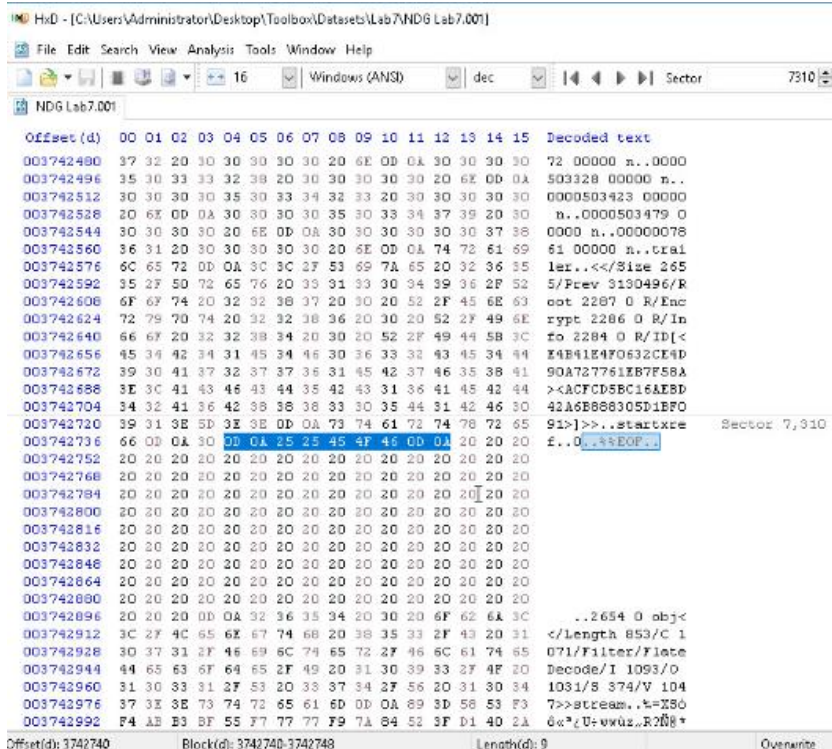 HxD - [C:\Users\Administrator\Desktop\Toolbox\Datasets\Lab7\NDG Lab7.001]
File Edit Search View Analysis Tools Window Help
16 Windows (ANSI) dec Sector 7310
NDG Lab7.001
Offset(d) 00 01 02 03 04 05 06 07 08 09 10 11 12 13 14 15 Decoded text
003742480 37 32 20 30 30 30 30 30 20 6E 0D 0A 30 30 30 30 72 00000 n..0000
003742496 35 30 33 33 32 38 20 30 30 30 30 30 20 6E 0D 0A 503328 00000 n..
003742512 30 30 30 30 35 30 33 34 32 33 20 30 30 30 30 30 0000503423 00000
003742528 20 6E 0D 0A 30 30 30 30 35 30 33 34 37 39 20 30 n..0000503479 0
003742544 30 30 30 30 20 6E 0D 0A 30 30 30 30 30 30 37 38 0000 n..00000078
003742560 36 31 20 30 30 30 30 30 20 6E 0D 0A 74 72 61 69 61 00000 n..trai
003742576 6C 65 72 0D 0A 3C 3C 2F 53 69 7A 65 20 32 36 35 ler..<</Size 265
003742592 35 2F 50 72 65 76 20 33 31 33 30 34 39 36 2F 52 5/Prev 3130496/R
003742608 6F 6F 74 20 32 32 38 37 20 30 20 52 2F 45 6E 63 oot 2287 0 R/Enc
003742624 72 79 70 74 20 32 32 38 36 20 30 20 52 2F 49 6E rypt 2286 0 R/In
003742640 66 6F 20 32 32 38 34 20 30 20 52 2F 49 44 5B 3C fo 2284 0 R/ID[<
003742656 45 34 42 34 31 45 34 46 30 36 33 32 43 45 34 44 E4B41E4F0632CE4D
003742672 39 30 41 37 32 37 37 36 31 45 42 37 46 35 38 41 90A727761EB7F58A
003742688 3E 3C 41 43 46 43 44 35 42 43 31 36 41 45 42 44 ><ACFCD5BC16AEBD
003742704 34 32 41 36 42 38 38 38 33 30 35 44 31 42 46 30 42A6B888305D1BF0
003742720 39 31 3E 5D 3E 3E 0D 0A 73 74 61 72 74 78 72 65 91>]>>..startxre Sector 7,310
003742736 66 0D 0A 30 0D 0A 25 25 45 4F 46 0D 0A 20 20 20 f..0..%%EOF..
003742752 20 20 20 20 20 20 20 20 20 20 20 20 20 20 20 20
003742768 20 20 20 20 20 20 20 20 20 20 20 20 20 20 20 20
003742784 20 20 20 20 20 20 20 20 20 20 20 20 20 20 20 20
003742800 20 20 20 20 20 20 20 20 20 20 20 20 20 20 20 20
003742816 20 20 20 20 20 20 20 20 20 20 20 20 20 20 20 20
003742832 20 20 20 20 20 20 20 20 20 20 20 20 20 20 20 20
003742848 20 20 20 20 20 20 20 20 20 20 20 20 20 20 20 20
003742864 20 20 20 20 20 20 20 20 20 20 20 20 20 20 20 20
003742880 20 20 20 20 20 20 20 20 20 20 20 20 20 20 20 20
003742896 20 20 20 0D 0A 32 36 35 34 20 30 20 6F 62 6A 3C ..2654 0 obj<
003742912 3C 2F 4C 65 6E 67 74 68 20 38 35 33 2F 43 20 31 </Length 853/C 1
003742928 30 37 31 2F 46 69 6C 74 65 72 2F 46 6C 61 74 65 071/Filter/Flate
003742944 44 65 63 6F 64 65 2F 49 20 31 30 39 33 2F 4F 20 Decode/I 1093/O
003742960 31 30 33 31 2F 53 20 33 37 34 2F 56 20 31 30 34 1031/S 374/V 104
003742976 37 3E 3E 73 74 72 65 61 6D 0D 0A 89 3D 58 53 F3 7>>stream..‰=XSó
003742992 F4 AB B3 BF 55 F7 77 77 F9 7A 84 52 3F D1 40 2A ô«³¿U÷wwùz„R?Ñ@*
Offset(d): 3742740 Block(d): 3742740-3742748 Length(d): 9 Overwrite